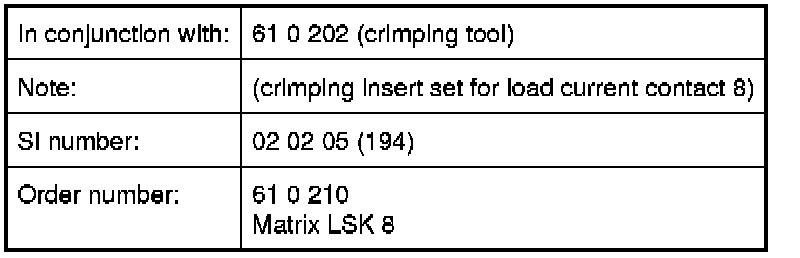 In conjunction with: 61 0 202 (crimping tool)
Note: (crimping insert set for load current contact 8)
SI number: 02 02 05 (194)
Order number: 61 0 210
Matrix LSK 8